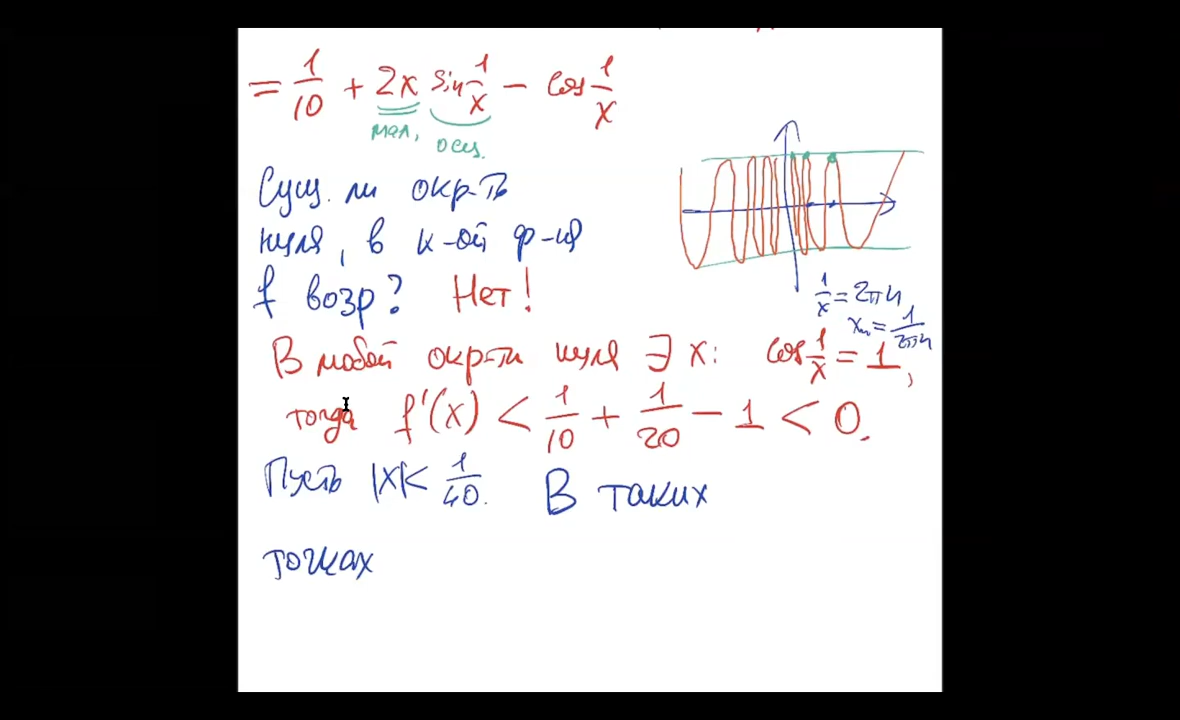 = 1/10 + 2x sin 1/x − cos 1/x
мал,
осц.
Сущ. ли окр-ть
нуля, в к-ой ф-ия
f возр? Нет!
1/x = 2πn
xₙ = 1/2πn
В любой окр-ти нуля ∃ x: cos 1/x = 1,
тогда f'(x) < 1/10 + 1/20 − 1 < 0.
Пусть |x| < 1/40. В таких
точках